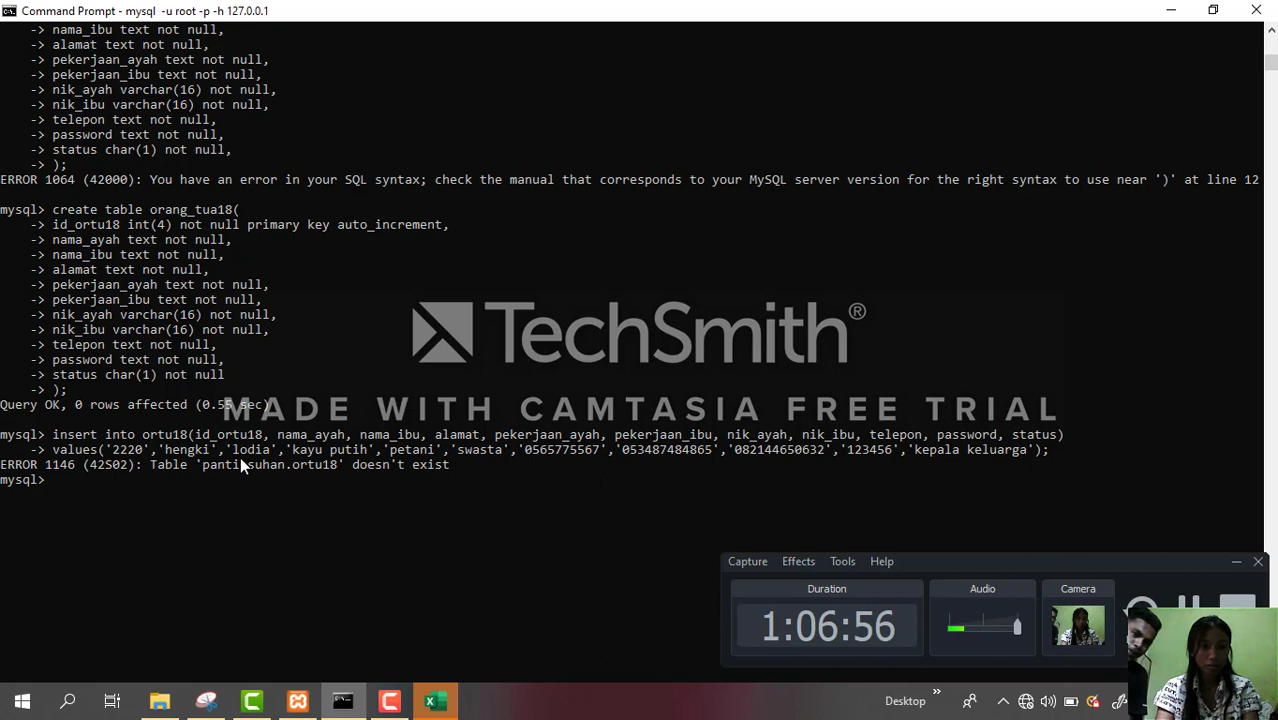 Command Prompt - mysql -u root -p -h 127.0.0.1
-> nama_ibu text not null,
-> alamat text not null,
-> pekerjaan_ayah text not null,
-> pekerjaan_ibu text not null,
-> nik_ayah varchar(16) not null,
-> nik_ibu varchar(16) not null,
-> telepon text not null,
-> password text not null,
-> status char(1) not null,
-> );
ERROR 1064 (42000): You have an error in your SQL syntax; check the manual that corresponds to your MySQL server version for the right syntax to use near ')' at line 12
mysql> create table orang_tua18(
-> id_ortu18 int(4) not null primary key auto_increment,
-> nama_ayah text not null,
-> nama_ibu text not null,
-> alamat text not null,
-> pekerjaan_ayah text not null,
-> pekerjaan_ibu text not null,
-> nik_ayah varchar(16) not null,
-> nik_ibu varchar(16) not null,
-> telepon text not null,
-> password text not null,
-> status char(1) not null
-> );
Query OK, 0 rows affected (0.55 sec)
TechSmith®
MADE WITH CAMTASIA FREE TRIAL
mysql> insert into ortu18(id_ortu18, nama_ayah, nama_ibu, alamat, pekerjaan_ayah, pekerjaan_ibu, nik_ayah, nik_ibu, telepon, password, status)
-> values('2220','hengki','lodia','kayu putih','petani','swasta','0565775567','053487484865','082144650632','123456','kepala keluarga');
ERROR 1146 (42S02): Table 'pantiasuhan.ortu18' doesn't exist
mysql>
Capture Effects Tools Help
Duration Audio Camera
1:06:56
Desktop